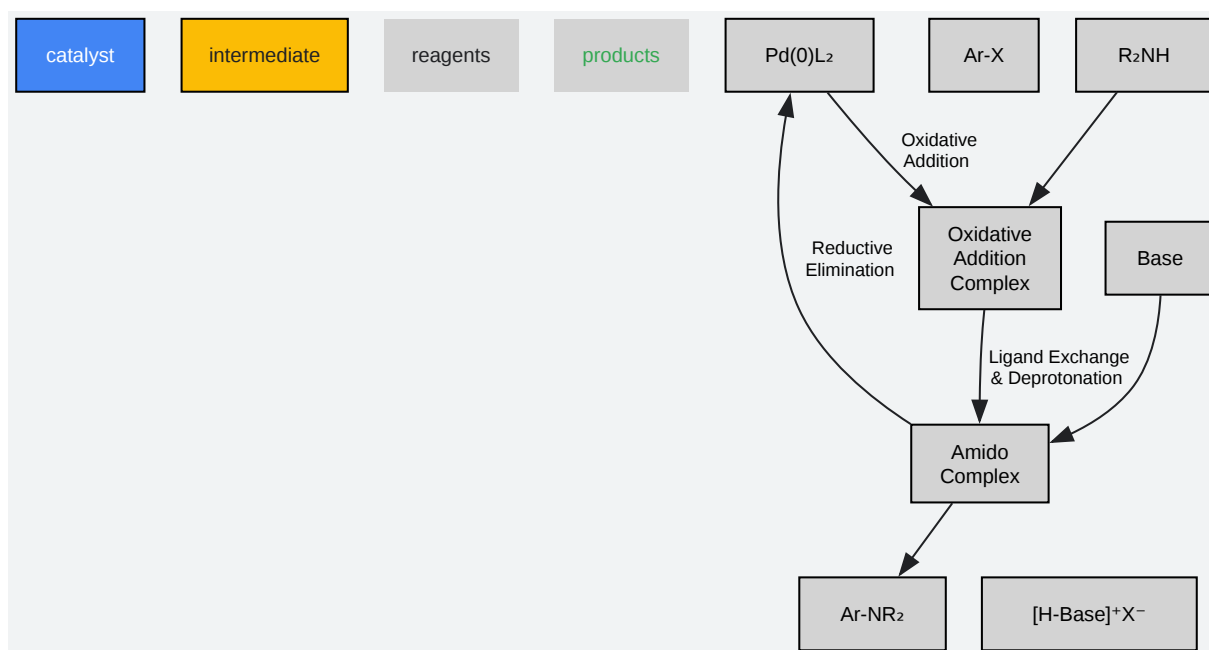 catalyst
intermediate
reagents
products
Pd(0)L₂
Ar-X
R₂NH
Oxidative
Addition
Oxidative
Addition
Complex
Base
Reductive
Elimination
Ligand Exchange
& Deprotonation
Amido
Complex
Ar-NR₂
[H-Base]⁺X⁻